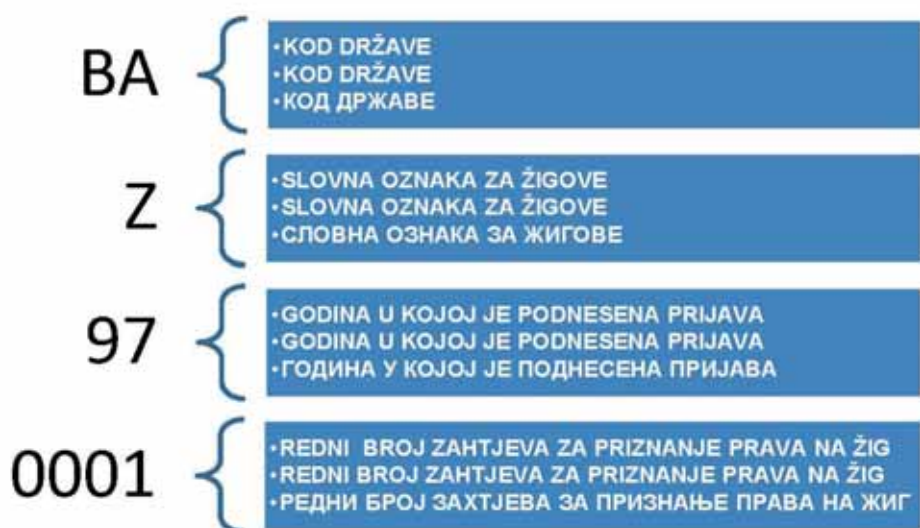 BA
•KOD DRŽAVE
•KOD DRŽAVE
•КОД ДРЖАВЕ
Z
•SLOVNA OZNAKA ZA ŽIGOVE
•SLOVNA OZNAKA ZA ŽIGOVE
•СЛОВНА ОЗНАКА ЗА ЖИГОВЕ
97
•GODINA U KOJOJ JE PODNESENA PRIJAVA
•GODINA U KOJOJ JE PODNESENA PRIJAVA
•ГОДИНА У КОЈОЈ ЈЕ ПОДНЕСЕНА ПРИЈАВА
0001
•REDNI BROJ ZAHTJEVA ZA PRIZNANJE PRAVA NA ŽIG
•REDNI BROJ ZAHTJEVA ZA PRIZNANJE PRAVA NA ŽIG
•РЕДНИ БРОЈ ЗАХТЈЕВА ЗА ПРИЗНАЊЕ ПРАВА НА ЖИГ